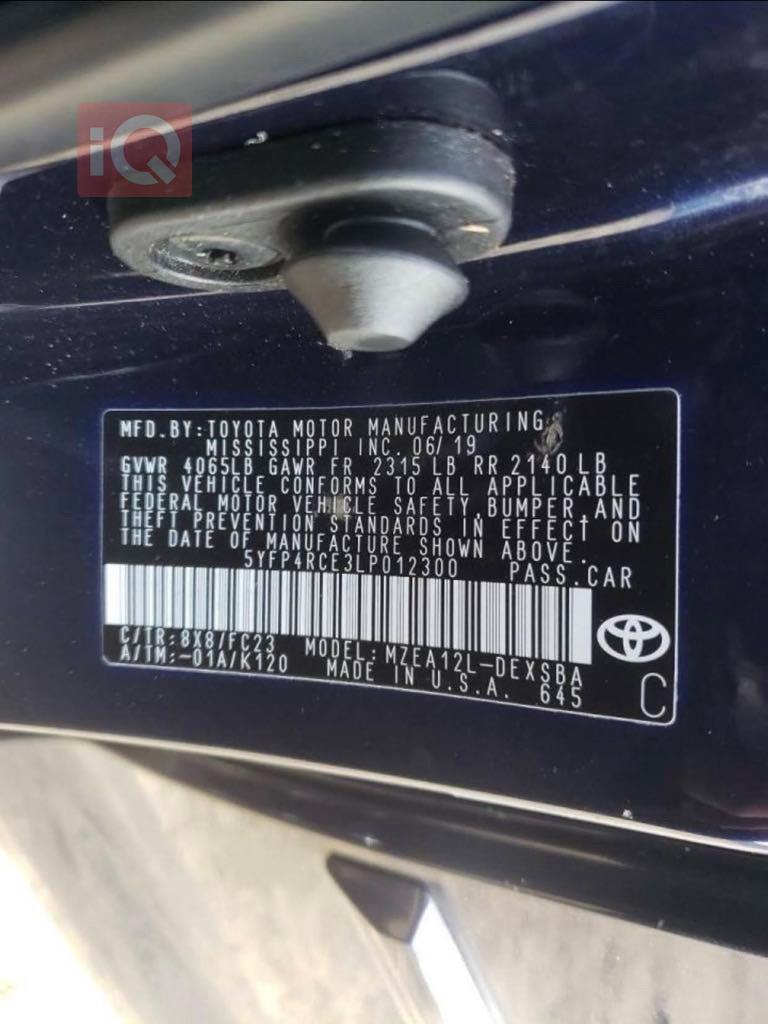 iQ
MFD.BY:TOYOTA MOTOR MANUFACTURING,
MISSISSIPPI INC. 06/19
GVWR 4065LB GAWR FR 2315 LB RR 2140 LB
THIS VEHICLE CONFORMS TO ALL APPLICABLE
FEDERAL MOTOR VEHICLE SAFETY,BUMPER,AND
THEFT PREVENTION STANDARDS IN EFFECT ON
THE DATE OF MANUFACTURE SHOWN ABOVE.
5YFP4RCE3LP012300 PASS.CAR
C/TR:8X8/FC23 MODEL:MZEA12L-DEXSBA
A/TM:-01A/K120 MADE IN U.S.A. 645
C